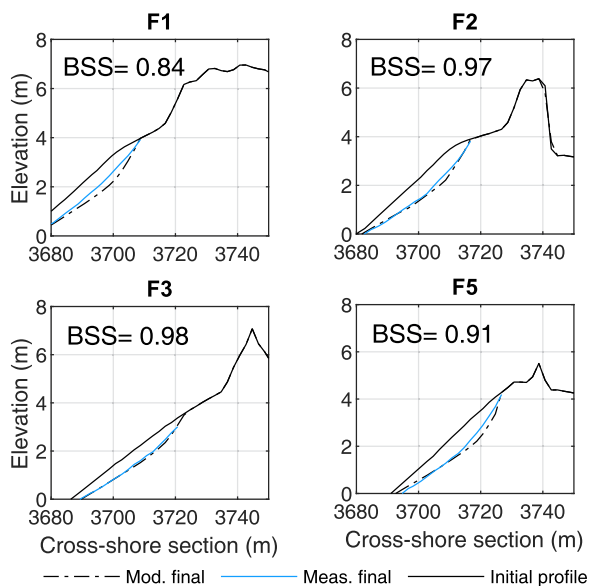 F1
BSS= 0.84
Elevation (m)
8
6
4
2
0
3680 3700 3720 3740
F2
BSS= 0.97
8
6
4
2
0
3680 3700 3720 3740
F3
BSS= 0.98
Elevation (m)
8
6
4
2
0
3680 3700 3720 3740
Cross-shore section (m)
F5
BSS= 0.91
8
6
4
2
0
3680 3700 3720 3740
Cross-shore section (m)
Mod. final Meas. final Initial profile